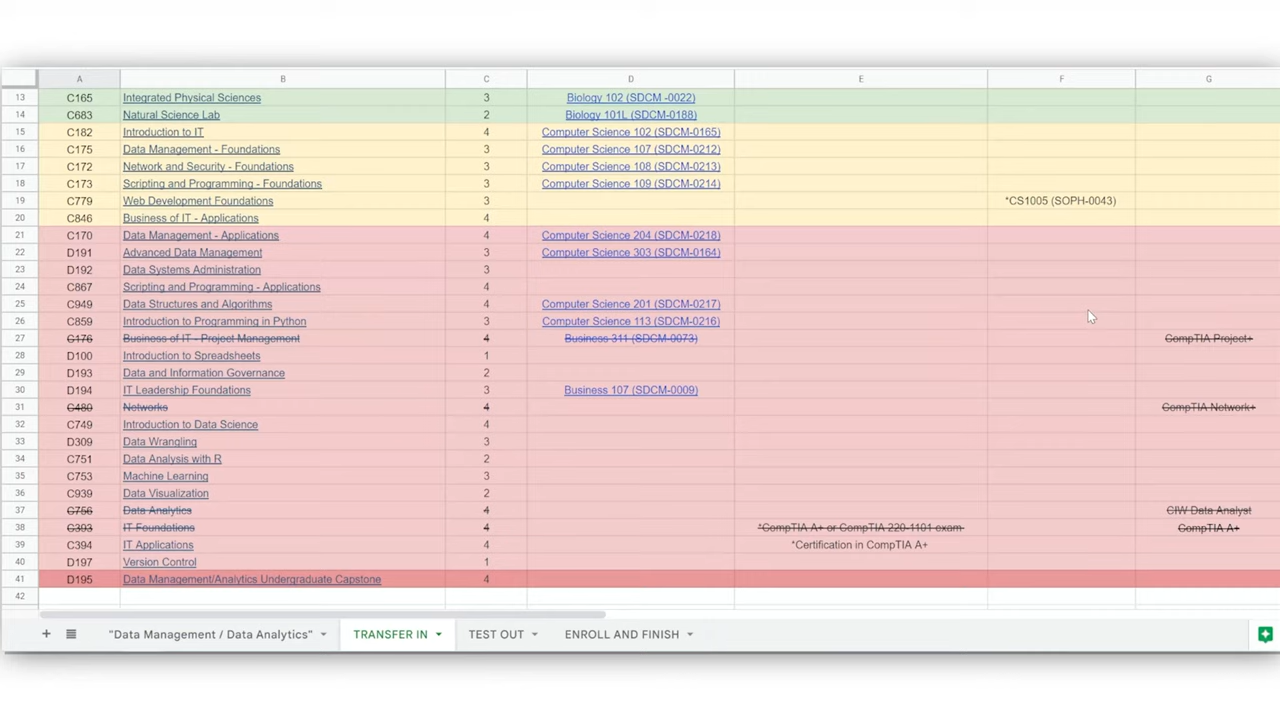 A B C D E F G
13 C165 Integrated Physical Sciences 3 Biology 102 (SDCM -0022)
14 C683 Natural Science Lab 2 Biology 101L (SDCM-0188)
15 C182 Introduction to IT 4 Computer Science 102 (SDCM-0165)
16 C175 Data Management - Foundations 3 Computer Science 107 (SDCM-0212)
17 C172 Network and Security - Foundations 3 Computer Science 108 (SDCM-0213)
18 C173 Scripting and Programming - Foundations 3 Computer Science 109 (SDCM-0214)
19 C779 Web Development Foundations 3 *CS1005 (SOPH-0043)
20 C846 Business of IT - Applications 4
21 C170 Data Management - Applications 4 Computer Science 204 (SDCM-0218)
22 D191 Advanced Data Management 3 Computer Science 303 (SDCM-0164)
23 D192 Data Systems Administration 3
24 C867 Scripting and Programming - Applications 4
25 C949 Data Structures and Algorithms 4 Computer Science 201 (SDCM-0217)
26 C859 Introduction to Programming in Python 3 Computer Science 113 (SDCM-0216)
27 C176 Business of IT - Project Management 4 Business 311 (SDCM-0073) CompTIA Project+
28 D100 Introduction to Spreadsheets 1
29 D193 Data and Information Governance 2
30 D194 IT Leadership Foundations 3 Business 107 (SDCM-0009)
31 C480 Networks 4 CompTIA Network+
32 C749 Introduction to Data Science 4
33 D309 Data Wrangling 3
34 C751 Data Analysis with R 2
35 C753 Machine Learning 3
36 C939 Data Visualization 2
37 C756 Data Analytics 4 CIW Data Analyst
38 C393 IT Foundations 4 *CompTIA A+ or CompTIA 220-1101 exam CompTIA A+
39 C394 IT Applications 4 *Certification in CompTIA A+
40 D197 Version Control 1
41 D195 Data Management/Analytics Undergraduate Capstone 4
42
+ "Data Management / Data Analytics" TRANSFER IN TEST OUT ENROLL AND FINISH